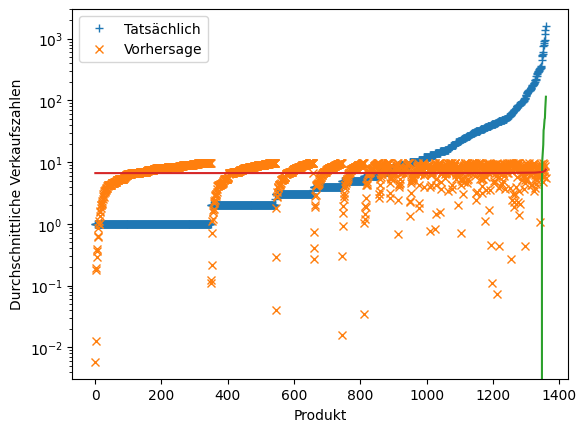 Tatsächlich
Vorhersage
Durchschnittliche Verkaufszahlen
10³
10²
10¹
10⁰
10⁻¹
10⁻²
0 200 400 600 800 1000 1200 1400
Produkt